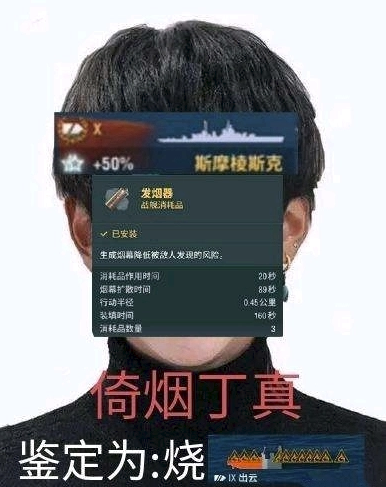 X
+50% 斯摩棱斯克
发烟器
战舰消耗品
✓ 已安装
生成烟幕降低被敌人发现的风险。
消耗品作用时间 20秒
烟幕扩散时间 89秒
行动半径 0.45公里
装填时间 160秒
消耗品数量 3
倚烟丁真
鉴定为:烧
IX 出云